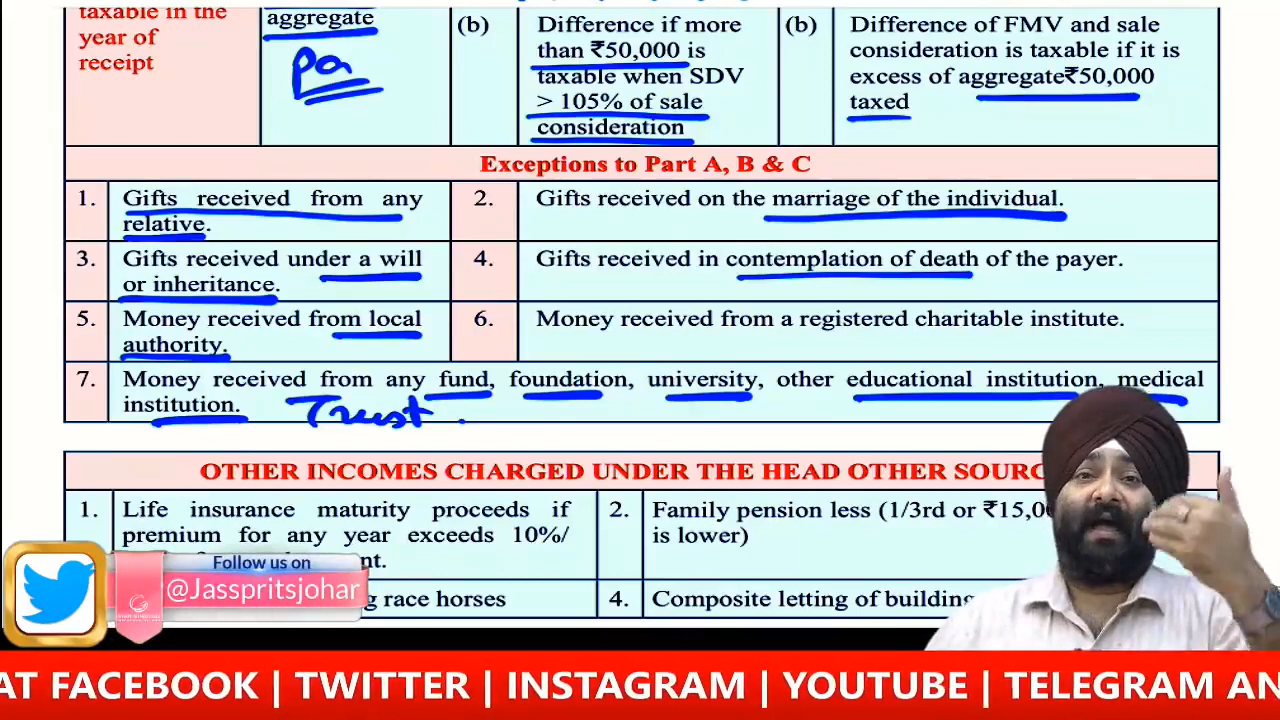 taxable in the
year of
receipt
aggregate
pa
(b)
Difference if more
than ₹50,000 is
taxable when SDV
> 105% of sale
consideration
(b)
Difference of FMV and sale
consideration is taxable if it is
excess of aggregate₹50,000
taxed
Exceptions to Part A, B & C
1. Gifts received from any
relative.
2. Gifts received on the marriage of the individual.
3. Gifts received under a will
or inheritance.
4. Gifts received in contemplation of death of the payer.
5. Money received from local
authority.
6. Money received from a registered charitable institute.
7. Money received from any fund, foundation, university, other educational institution, medical
institution. Trust.
OTHER INCOMES CHARGED UNDER THE HEAD OTHER SOUR
1. Life insurance maturity proceeds if
premium for any year exceeds 10%/
nt.
2. Family pension less (1/3rd or ₹15,0
is lower)
g race horses
4. Composite letting of building
Follow us on
@Jasspritsjohar
AT FACEBOOK | TWITTER | INSTAGRAM | YOUTUBE | TELEGRAM AN